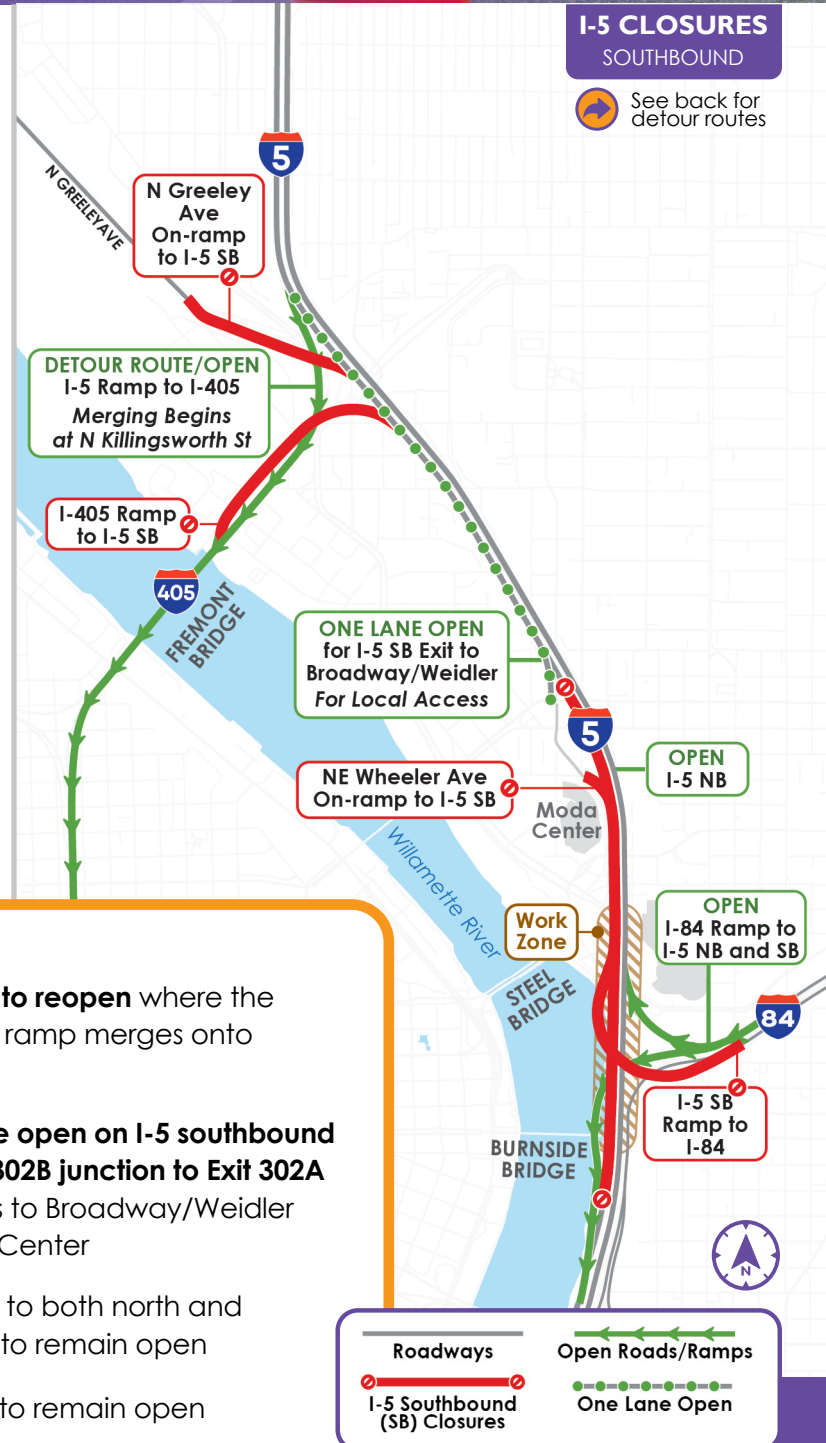 I-5 CLOSURES
SOUTHBOUND
See back for
detour routes
5
N GREELEY AVE
N Greeley
Ave
On-ramp
to I-5 SB
DETOUR ROUTE/OPEN
I-5 Ramp to I-405
Merging Begins
at N Killingsworth St
I-405 Ramp
to I-5 SB
405
FREMONT
BRIDGE
ONE LANE OPEN
for I-5 SB Exit to
Broadway/Weidler
For Local Access
5
OPEN
I-5 NB
NE Wheeler Ave
On-ramp to I-5 SB
Moda
Center
Willamette River
Work
Zone
OPEN
I-84 Ramp to
I-5 NB and SB
STEEL
BRIDGE
84
I-5 SB
Ramp to
I-84
BURNSIDE
BRIDGE
N
to reopen where the
ramp merges onto
e open on I-5 southbound
302B junction to Exit 302A
s to Broadway/Weidler
Center
to both north and
to remain open
to remain open
Roadways
Open Roads/Ramps
I-5 Southbound
(SB) Closures
One Lane Open